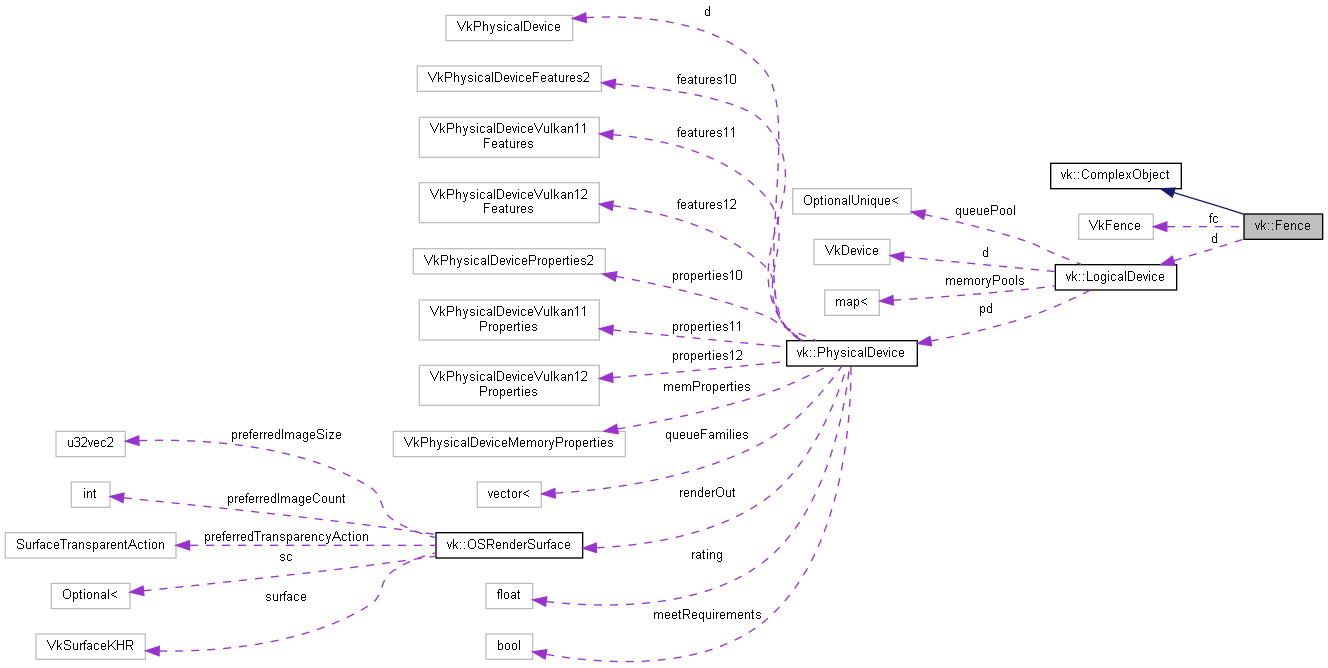 d
VkPhysicalDevice
VkPhysicalDeviceFeatures2
features10
VkPhysicalDeviceVulkan11
Features
features11
vk::ComplexObject
VkPhysicalDeviceVulkan12
Features
features12
OptionalUnique<
queuePool
VkFence
fc
vk::Fence
d
VkDevice
d
VkPhysicalDeviceProperties2
properties10
map<
memoryPools
vk::LogicalDevice
pd
VkPhysicalDeviceVulkan11
Properties
properties11
vk::PhysicalDevice
properties12
VkPhysicalDeviceVulkan12
Properties
memProperties
VkPhysicalDeviceMemoryProperties
queueFamilies
u32vec2
preferredImageSize
int
preferredImageCount
vector<
renderOut
SurfaceTransparentAction
preferredTransparencyAction
vk::OSRenderSurface
sc
rating
Optional<
surface
float
meetRequirements
VkSurfaceKHR
bool